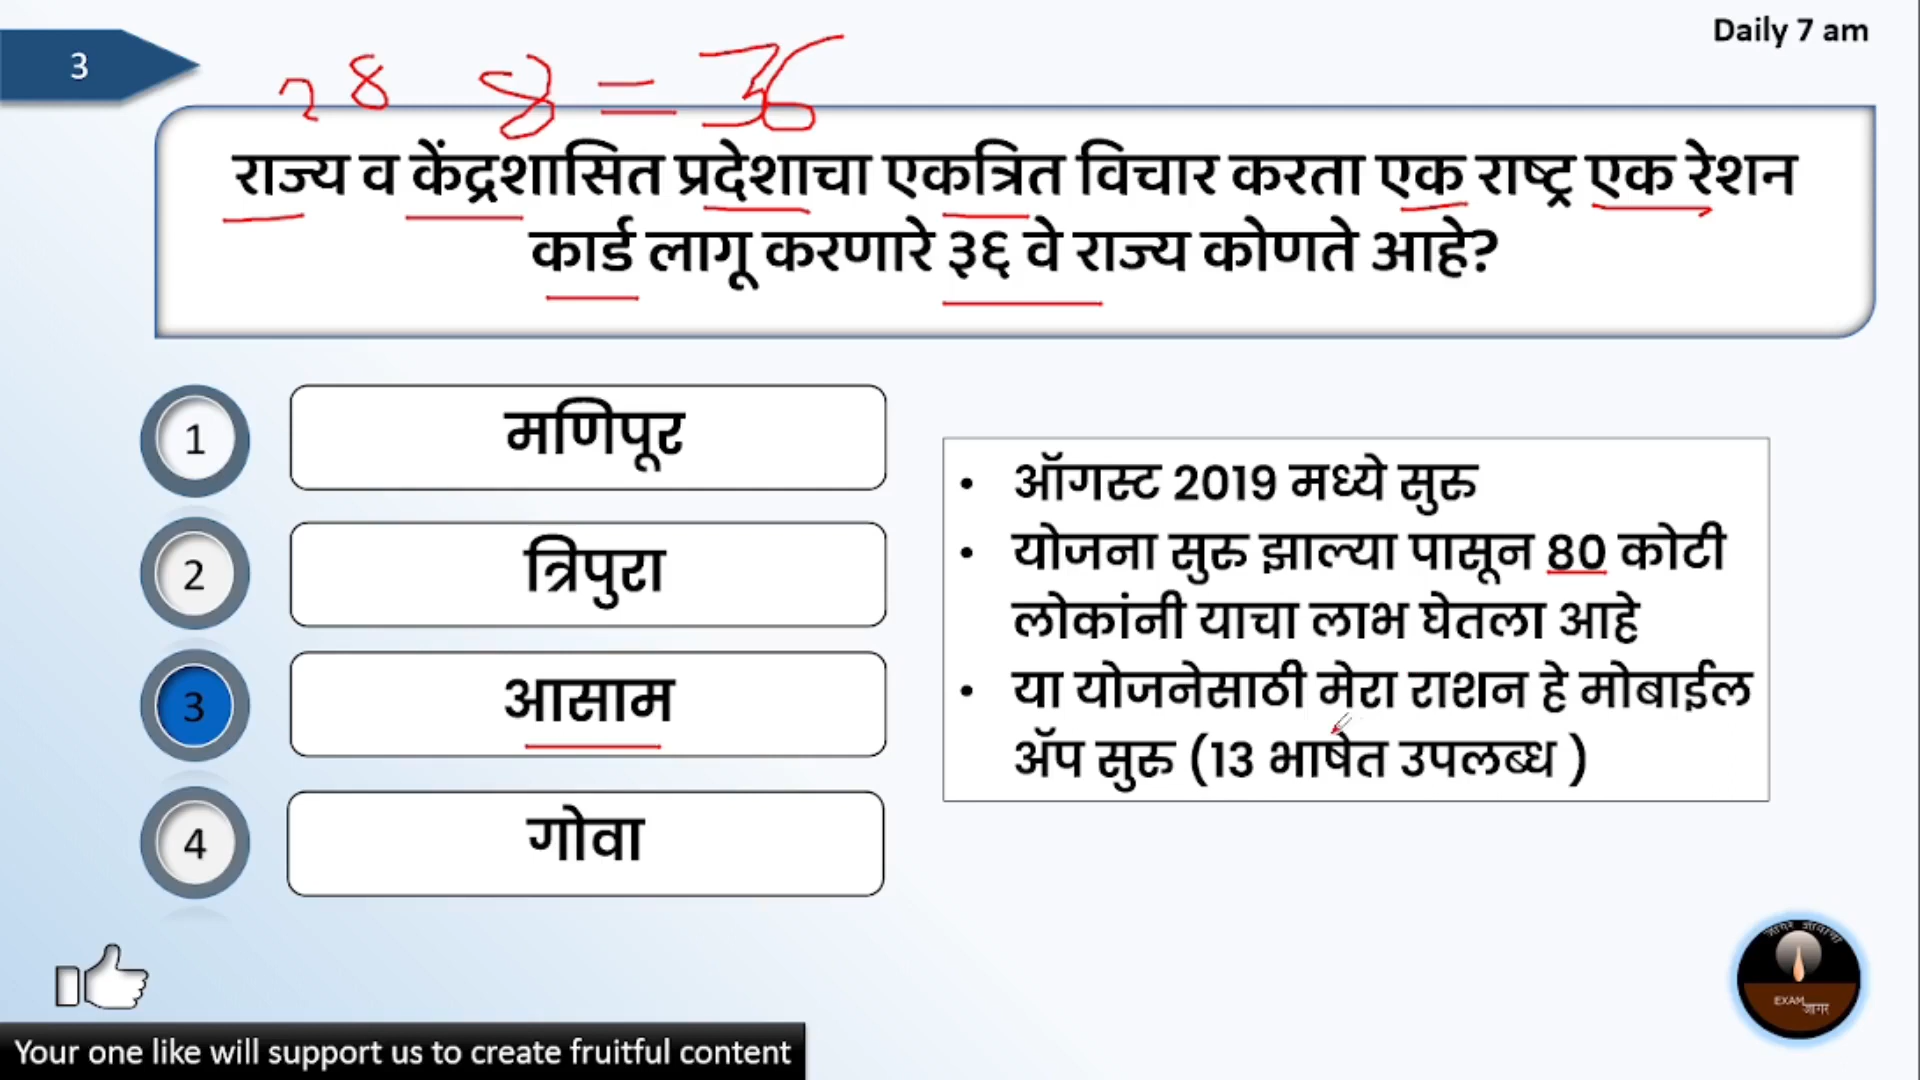 Daily 7 am
3
28 8 = 36
राज्य व केंद्रशासित प्रदेशाचा एकत्रित विचार करता एक राष्ट्र एक रेशन
कार्ड लागू करणारे ३६ वे राज्य कोणते आहे?
1 मणिपूर
2 त्रिपुरा
3 आसाम
4 गोवा
• ऑगस्ट 2019 मध्ये सुरु
• योजना सुरु झाल्या पासून 80 कोटी
लोकांनी याचा लाभ घेतला आहे
• या योजनेसाठी मेरा राशन हे मोबाईल
ॲप सुरु (13 भाषेत उपलब्ध )
EXAM
जागर
Your one like will support us to create fruitful content